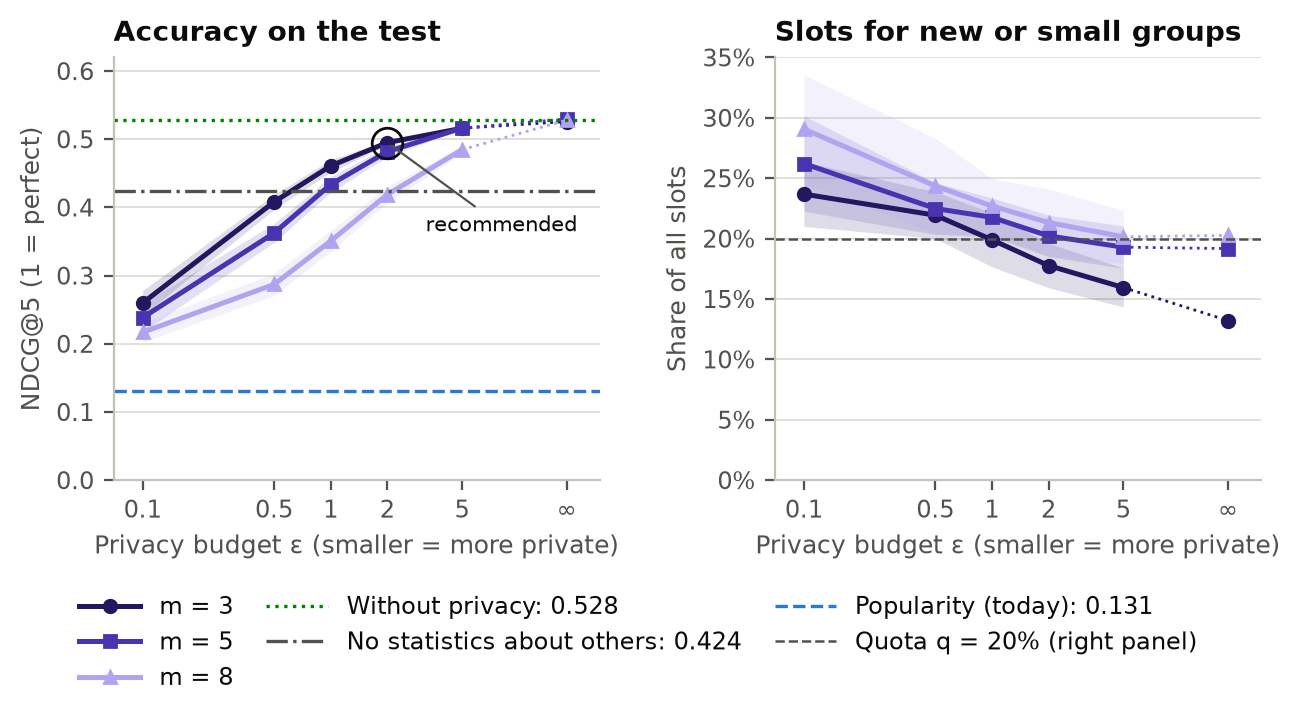 Accuracy on the test
NDCG@5 (1 = perfect)
0.6
0.5
0.4
0.3
0.2
0.1
0.0
recommended
0.1 0.5 1 2 5 ∞
Privacy budget ε (smaller = more private)
Slots for new or small groups
Share of all slots
35%
30%
25%
20%
15%
10%
5%
0%
0.1 0.5 1 2 5 ∞
Privacy budget ε (smaller = more private)
m = 3
m = 5
m = 8
Without privacy: 0.528
No statistics about others: 0.424
Popularity (today): 0.131
Quota q = 20% (right panel)